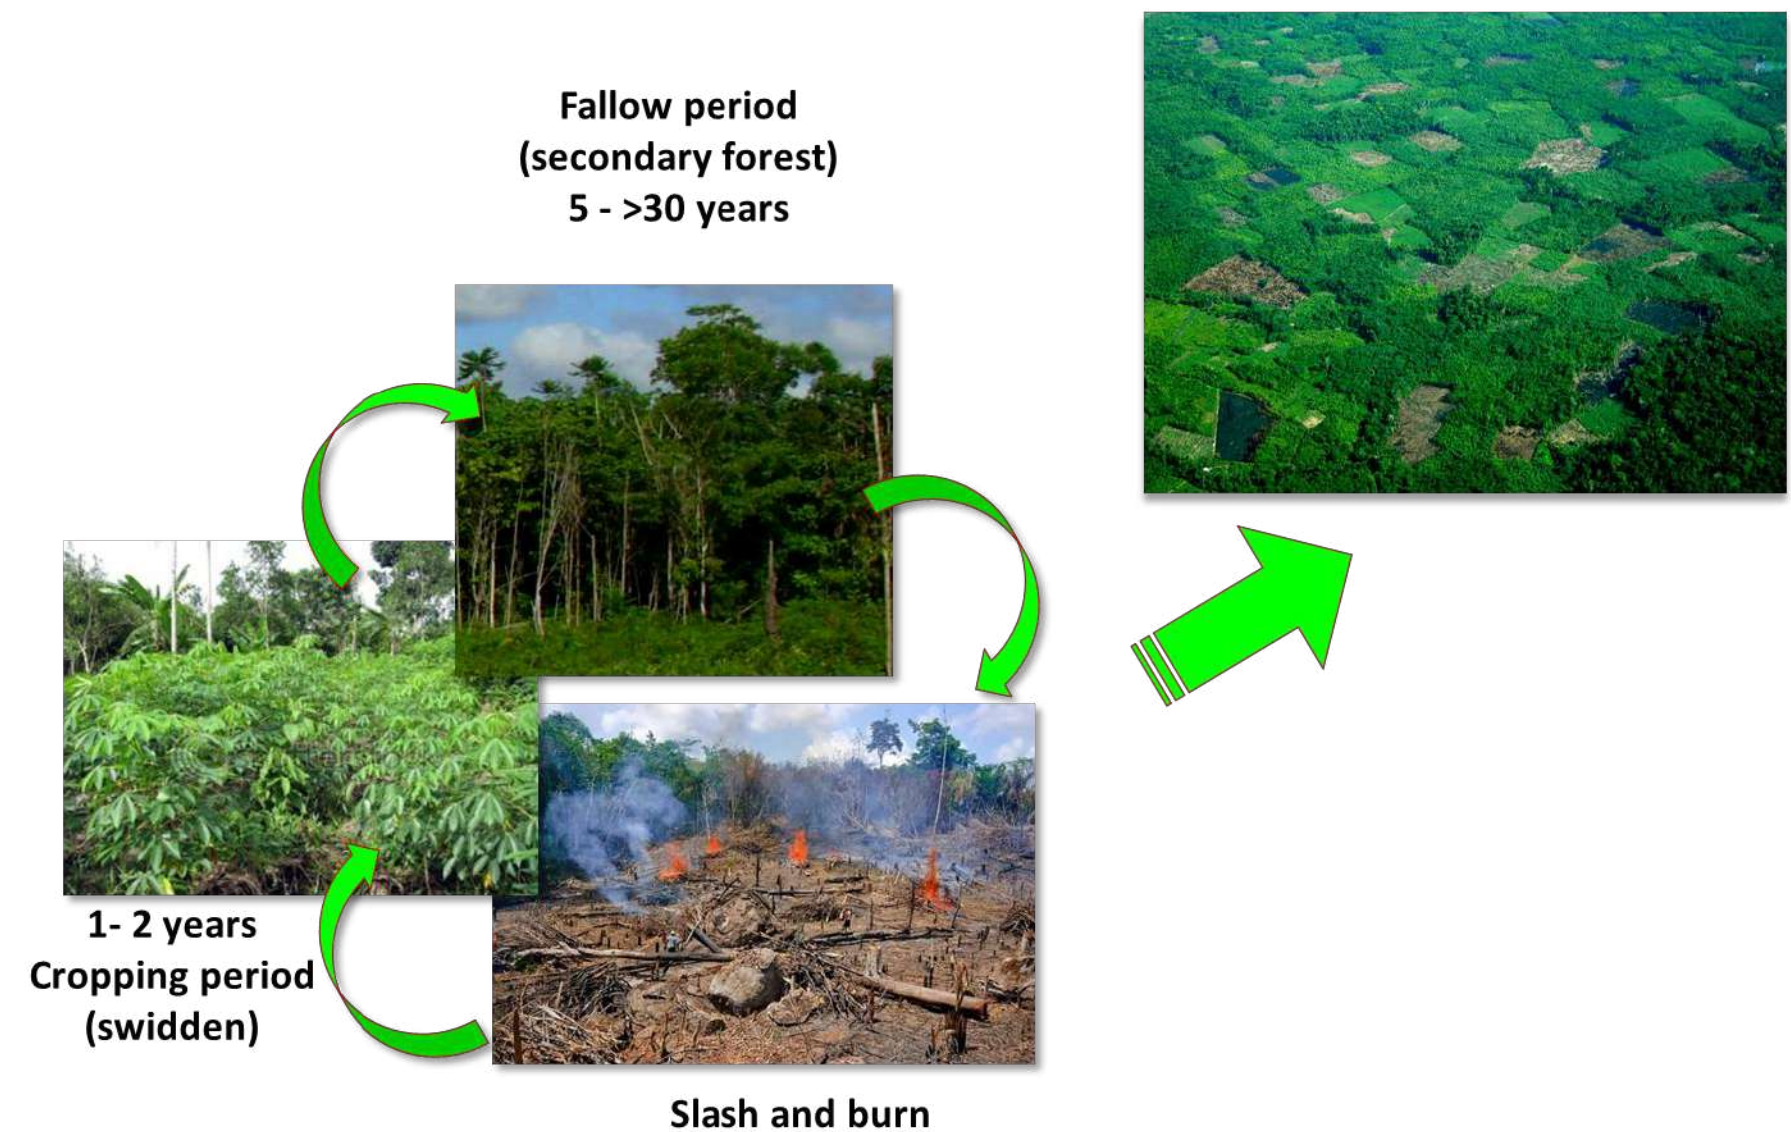 Fallow period
(secondary forest)
5 - >30 years
1- 2 years
Cropping period
(swidden)
Slash and burn